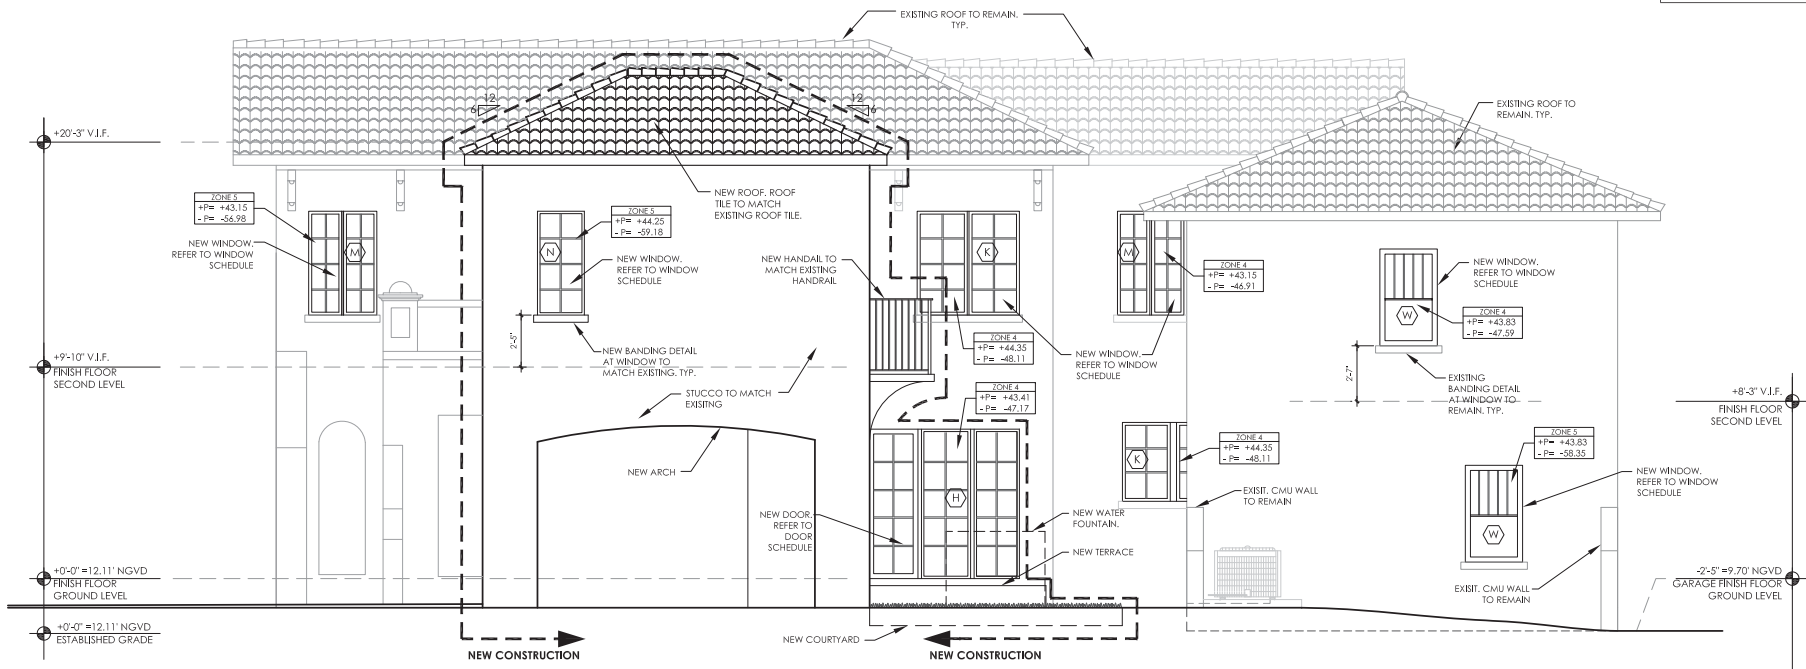 EXISTING ROOF TO REMAIN.
TYP.
12
6
12
6
EXISTING ROOF TO
REMAIN. TYP.
+20'-3" V.I.F.
ZONE 5
+P= +43.15
- P= -56.98
NEW WINDOW.
REFER TO WINDOW
SCHEDULE
M
NEW ROOF. ROOF
TILE TO MATCH
EXISTING ROOF TILE.
ZONE 5
+P= +44.25
- P= -59.18
N
NEW WINDOW.
REFER TO WINDOW
SCHEDULE
NEW HANDAIL TO
MATCH EXISTING
HANDRAIL
K
M
ZONE 4
+P= +43.15
- P= -46.91
NEW WINDOW.
REFER TO WINDOW
SCHEDULE
ZONE 4
+P= +43.83
- P= -47.59
W
2'-5"
NEW BANDING DETAIL
AT WINDOW TO
MATCH EXISTING. TYP.
ZONE 4
+P= +44.35
- P= -48.11
NEW WINDOW.
REFER TO WINDOW
SCHEDULE
+9'-10" V.I.F.
FINISH FLOOR
SECOND LEVEL
STUCCO TO MATCH
EXISITNG
ZONE 4
+P= +43.41
- P= -47.17
2'-7"
EXISTING
BANDING DETAIL
AT WINDOW TO
REMAIN. TYP.
+8'-3" V.I.F.
FINISH FLOOR
SECOND LEVEL
NEW ARCH
K
ZONE 4
+P= +44.35
- P= -48.11
ZONE 5
+P= +43.83
- P= -58.35
NEW WINDOW.
REFER TO WINDOW
SCHEDULE
W
H
EXISIT. CMU WALL
TO REMAIN
NEW DOOR.
REFER TO
DOOR
SCHEDULE
NEW WATER
FOUNTAIN.
NEW TERRACE
+0'-0" =12.11' NGVD
FINISH FLOOR
GROUND LEVEL
EXISIT. CMU WALL
TO REMAIN
-2'-5" =9.70' NGVD
GARAGE FINISH FLOOR
GROUND LEVEL
+0'-0" =12.11' NGVD
ESTABLISHED GRADE
NEW COURTYARD
NEW CONSTRUCTION
NEW CONSTRUCTION